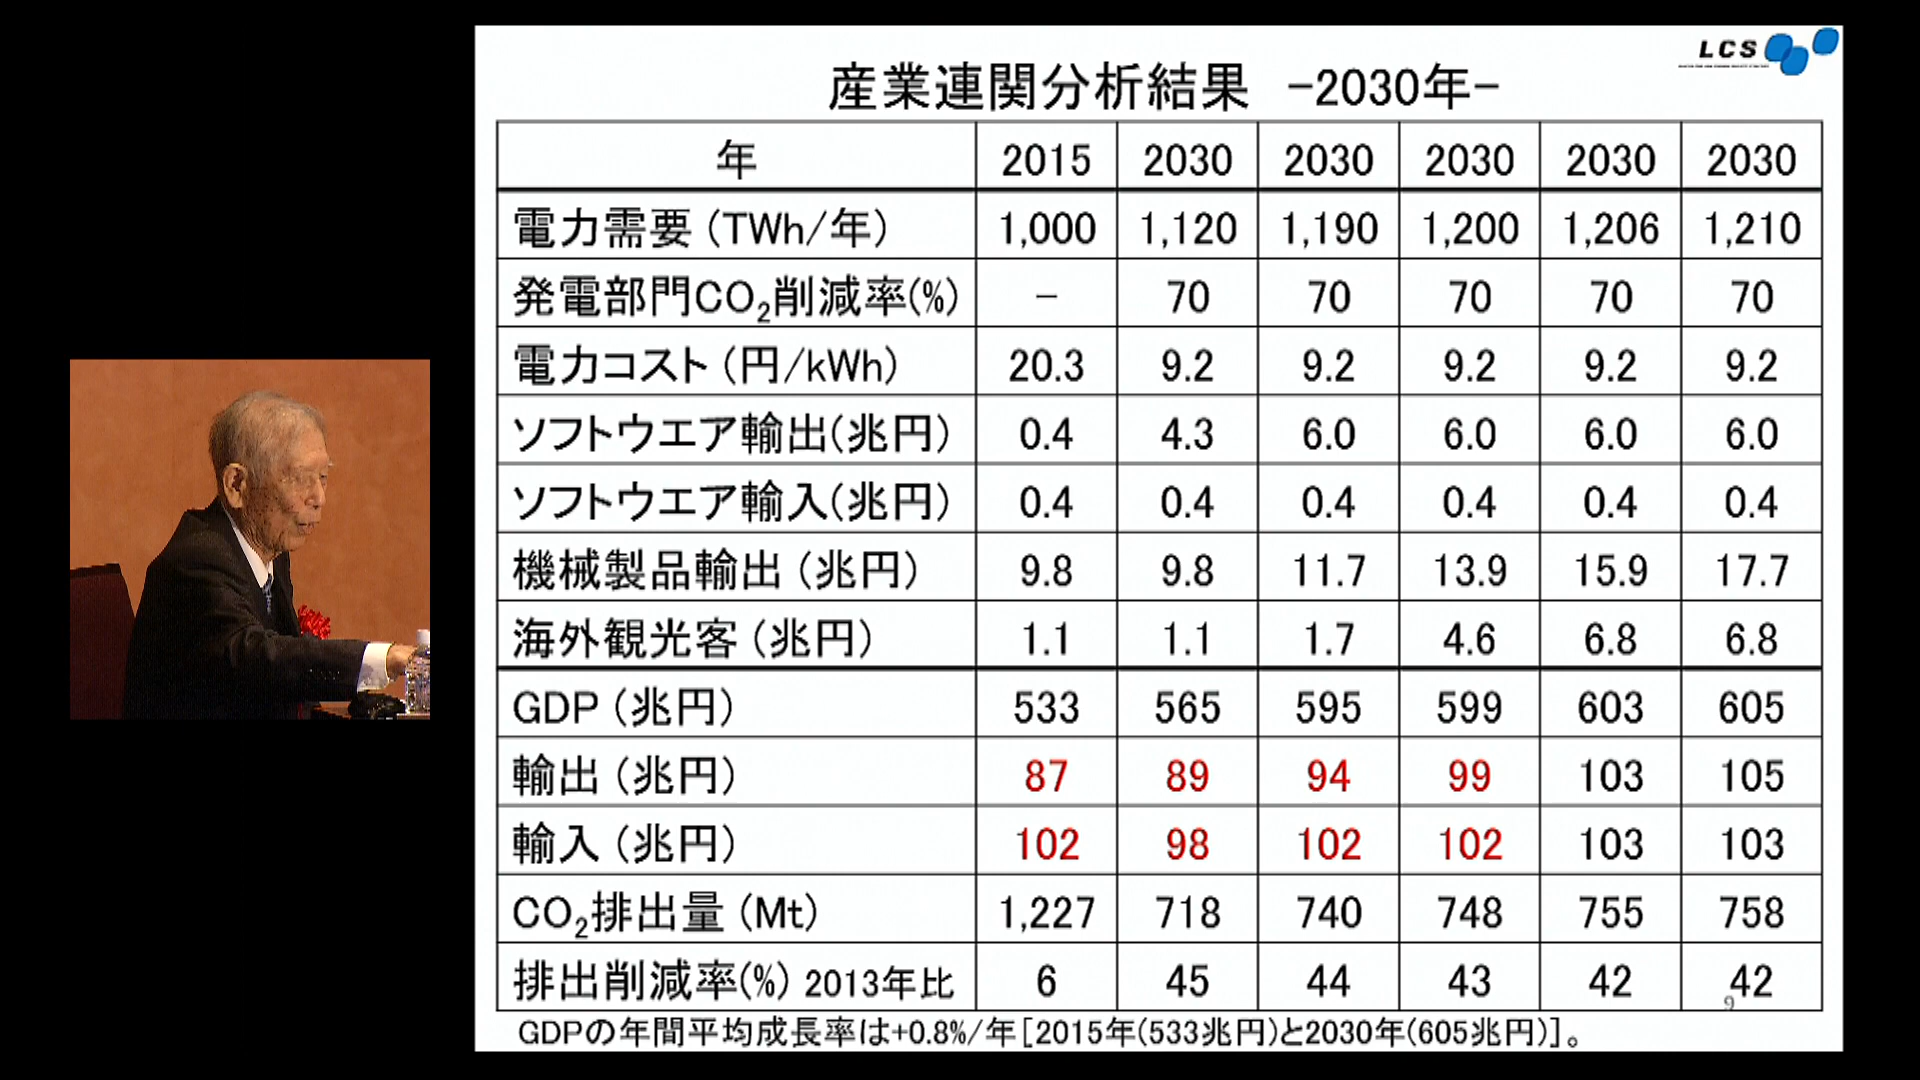 LCS
産業連関分析結果 -2030年-
年 2015 2030 2030 2030 2030 2030
電力需要(TWh/年) 1,000 1,120 1,190 1,200 1,206 1,210
発電部門CO₂削減率(%) - 70 70 70 70 70
電力コスト(円/kWh) 20.3 9.2 9.2 9.2 9.2 9.2
ソフトウエア輸出(兆円) 0.4 4.3 6.0 6.0 6.0 6.0
ソフトウエア輸入(兆円) 0.4 0.4 0.4 0.4 0.4 0.4
機械製品輸出(兆円) 9.8 9.8 11.7 13.9 15.9 17.7
海外観光客(兆円) 1.1 1.1 1.7 4.6 6.8 6.8
GDP(兆円) 533 565 595 599 603 605
輸出(兆円) 87 89 94 99 103 105
輸入(兆円) 102 98 102 102 103 103
CO₂排出量(Mt) 1,227 718 740 748 755 758
排出削減率(%) 2013年比 6 45 44 43 42 42
9
GDPの年間平均成長率は+0.8%/年[2015年(533兆円)と2030年(605兆円)]。